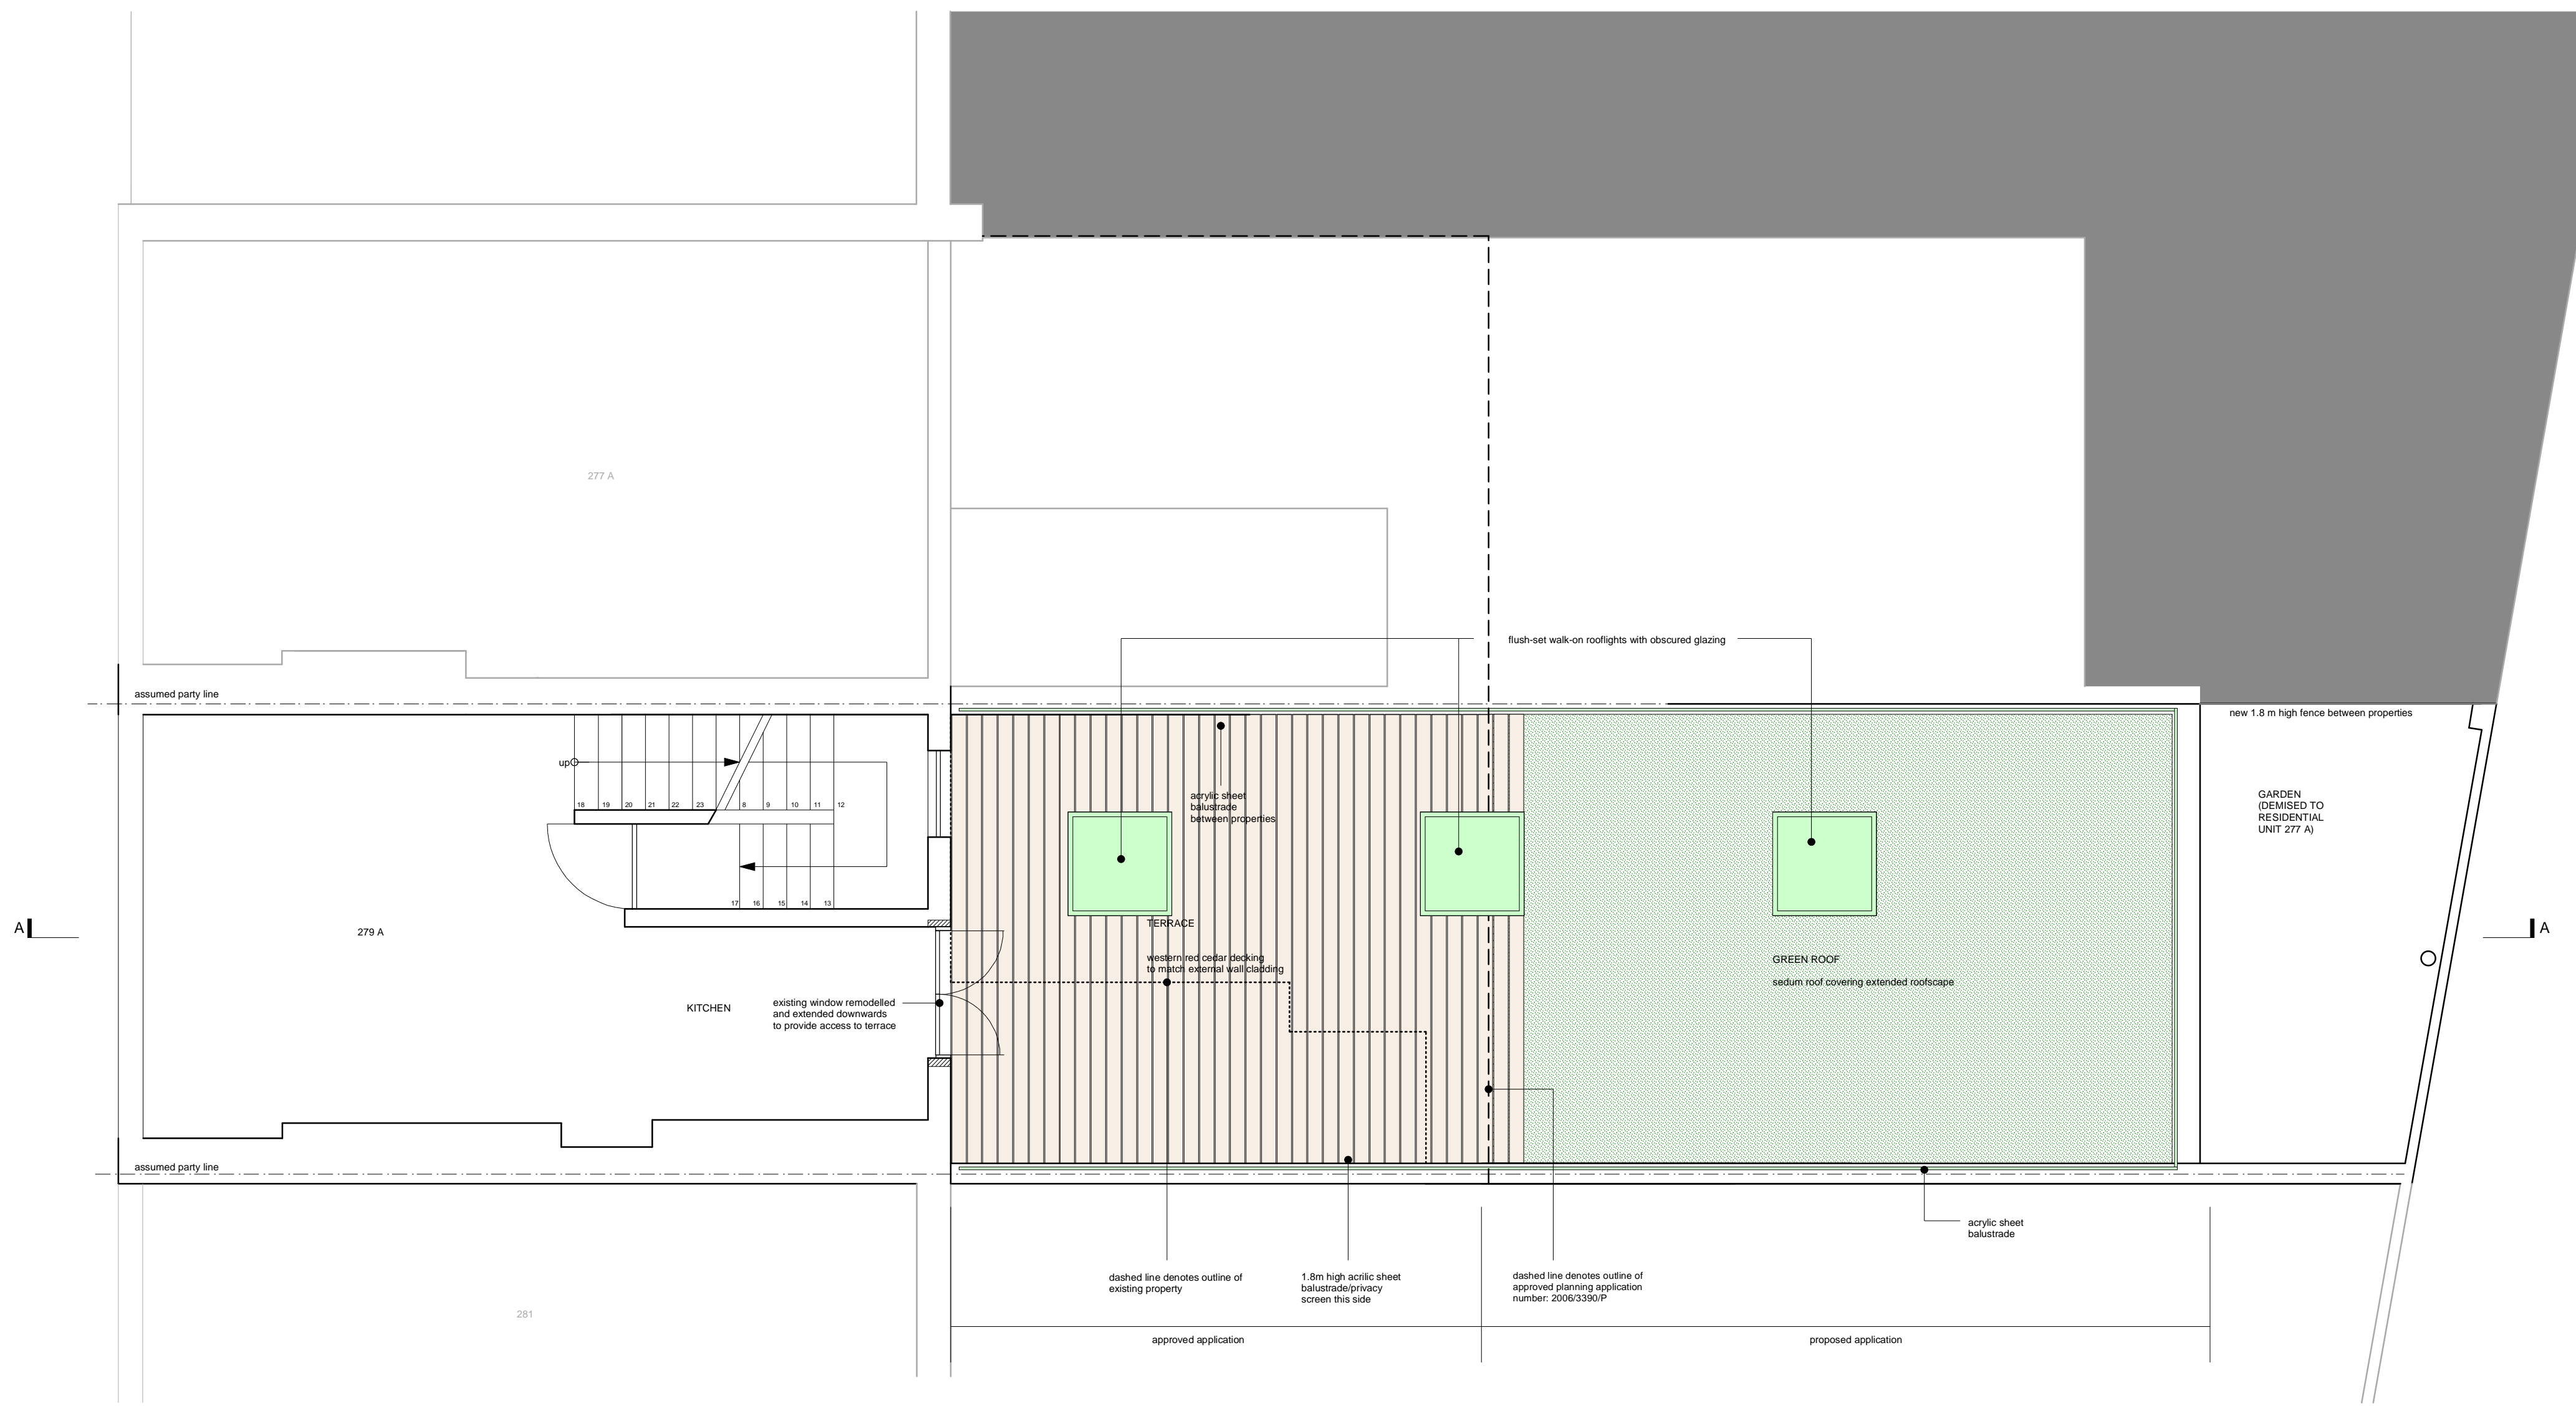 277 A
flush-set walk-on rooflights with obscured glazing
assumed party line
new 1.8 m high fence between properties
up
18 19 20 21 22 23 8 9 10 11 12
17 16 15 14 13
acrylic sheet
balustrade
between properties
GARDEN
(DEMISED TO
RESIDENTIAL
UNIT 277 A)
A
279 A
TERRACE
western red cedar decking
to match external wall cladding
GREEN ROOF
sedum roof covering extended roofscape
A
KITCHEN
existing window remodelled
and extended downwards
to provide access to terrace
assumed party line
acrylic sheet
balustrade
dashed line denotes outline of
existing property
1.8m high acrilic sheet
balustrade/privacy
screen this side
dashed line denotes outline of
approved planning application
number: 2006/3390/P
281
approved application
proposed application